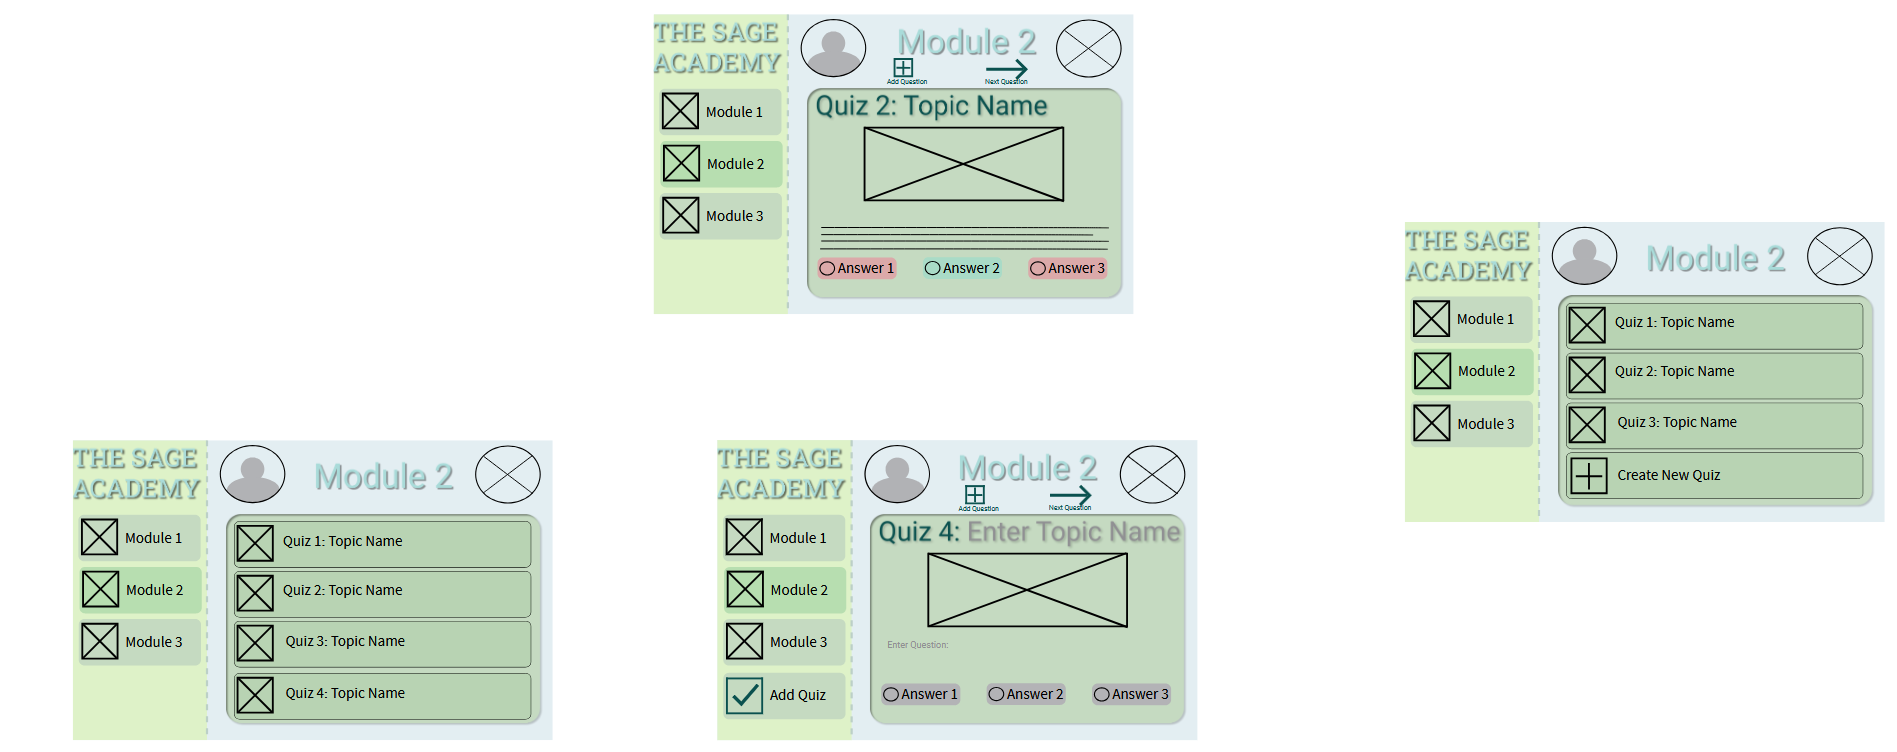 THE SAGE
ACADEMY
Module 1
Module 2
Module 3
Module 2
Add Question
Next Question
Quiz 2: Topic Name
Answer 1
Answer 2
Answer 3
THE SAGE
ACADEMY
Module 1
Module 2
Module 3
Module 2
Quiz 1: Topic Name
Quiz 2: Topic Name
Quiz 3: Topic Name
Create New Quiz
THE SAGE
ACADEMY
Module 1
Module 2
Module 3
Module 2
Quiz 1: Topic Name
Quiz 2: Topic Name
Quiz 3: Topic Name
Quiz 4: Topic Name
THE SAGE
ACADEMY
Module 1
Module 2
Module 3
Add Quiz
Module 2
Add Question
Next Question
Quiz 4: Enter Topic Name
Enter Question:
Answer 1
Answer 2
Answer 3